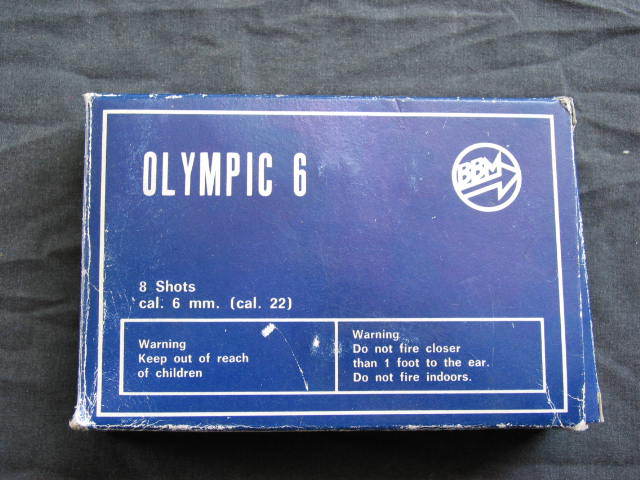 OLYMPIC 6
BBM
8 Shots
cal. 6 mm. (cal. 22)
Warning
Keep out of reach
of children
Warning
Do not fire closer
than 1 foot to the ear.
Do not fire indoors.